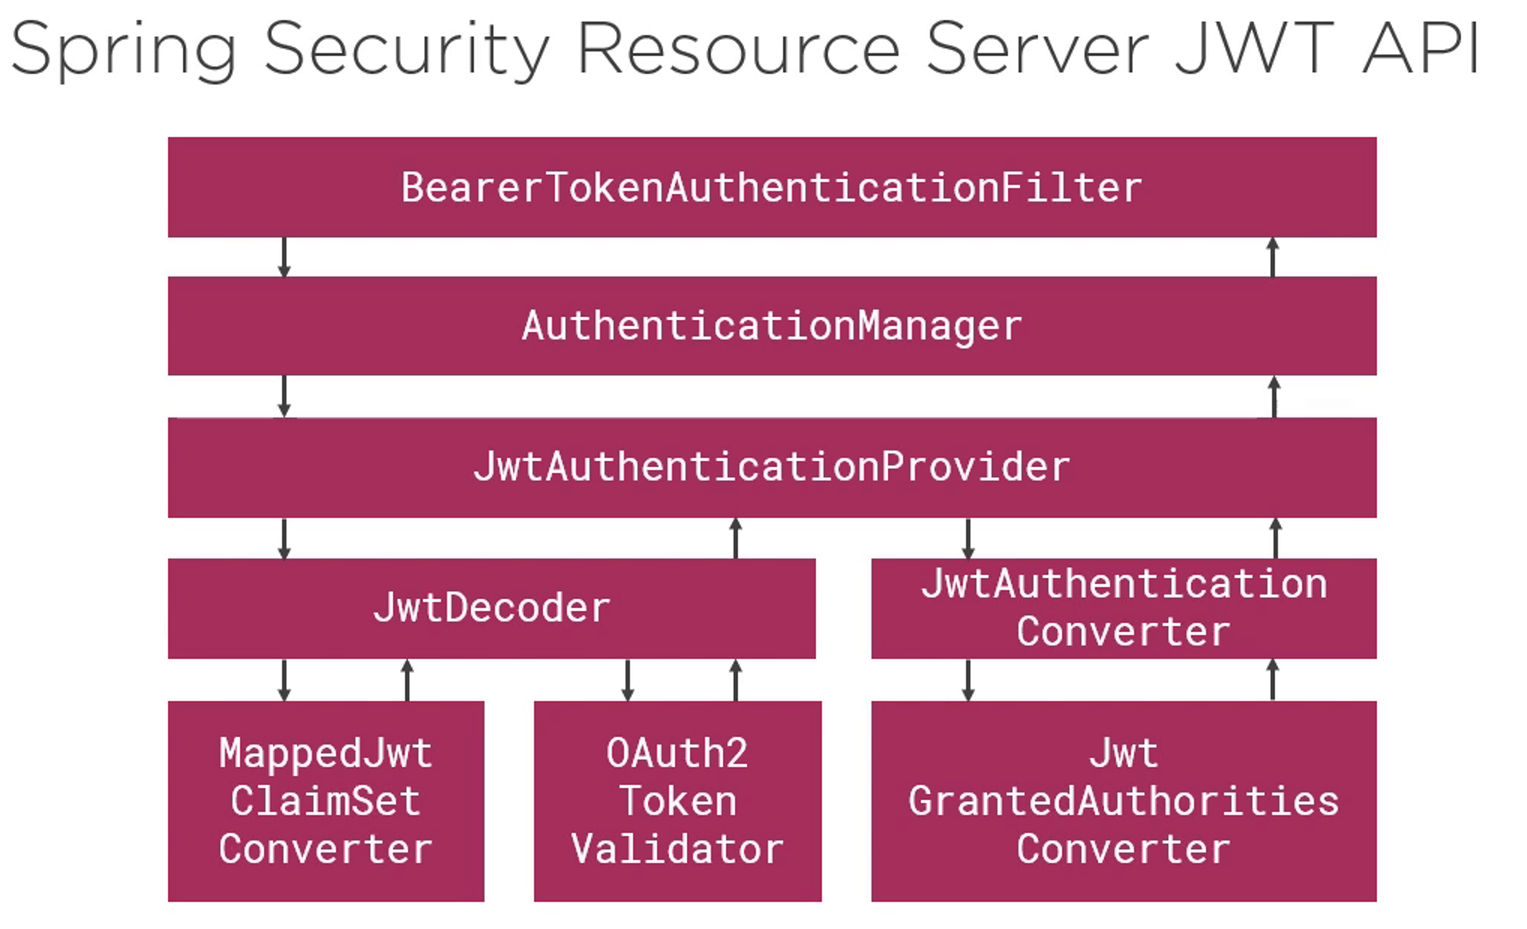 Spring Security Resource Server JWT API
BearerTokenAuthenticationFilter
AuthenticationManager
JwtAuthenticationProvider
JwtDecoder
JwtAuthentication
Converter
MappedJwt
ClaimSet
Converter
OAuth2
Token
Validator
Jwt
GrantedAuthorities
Converter